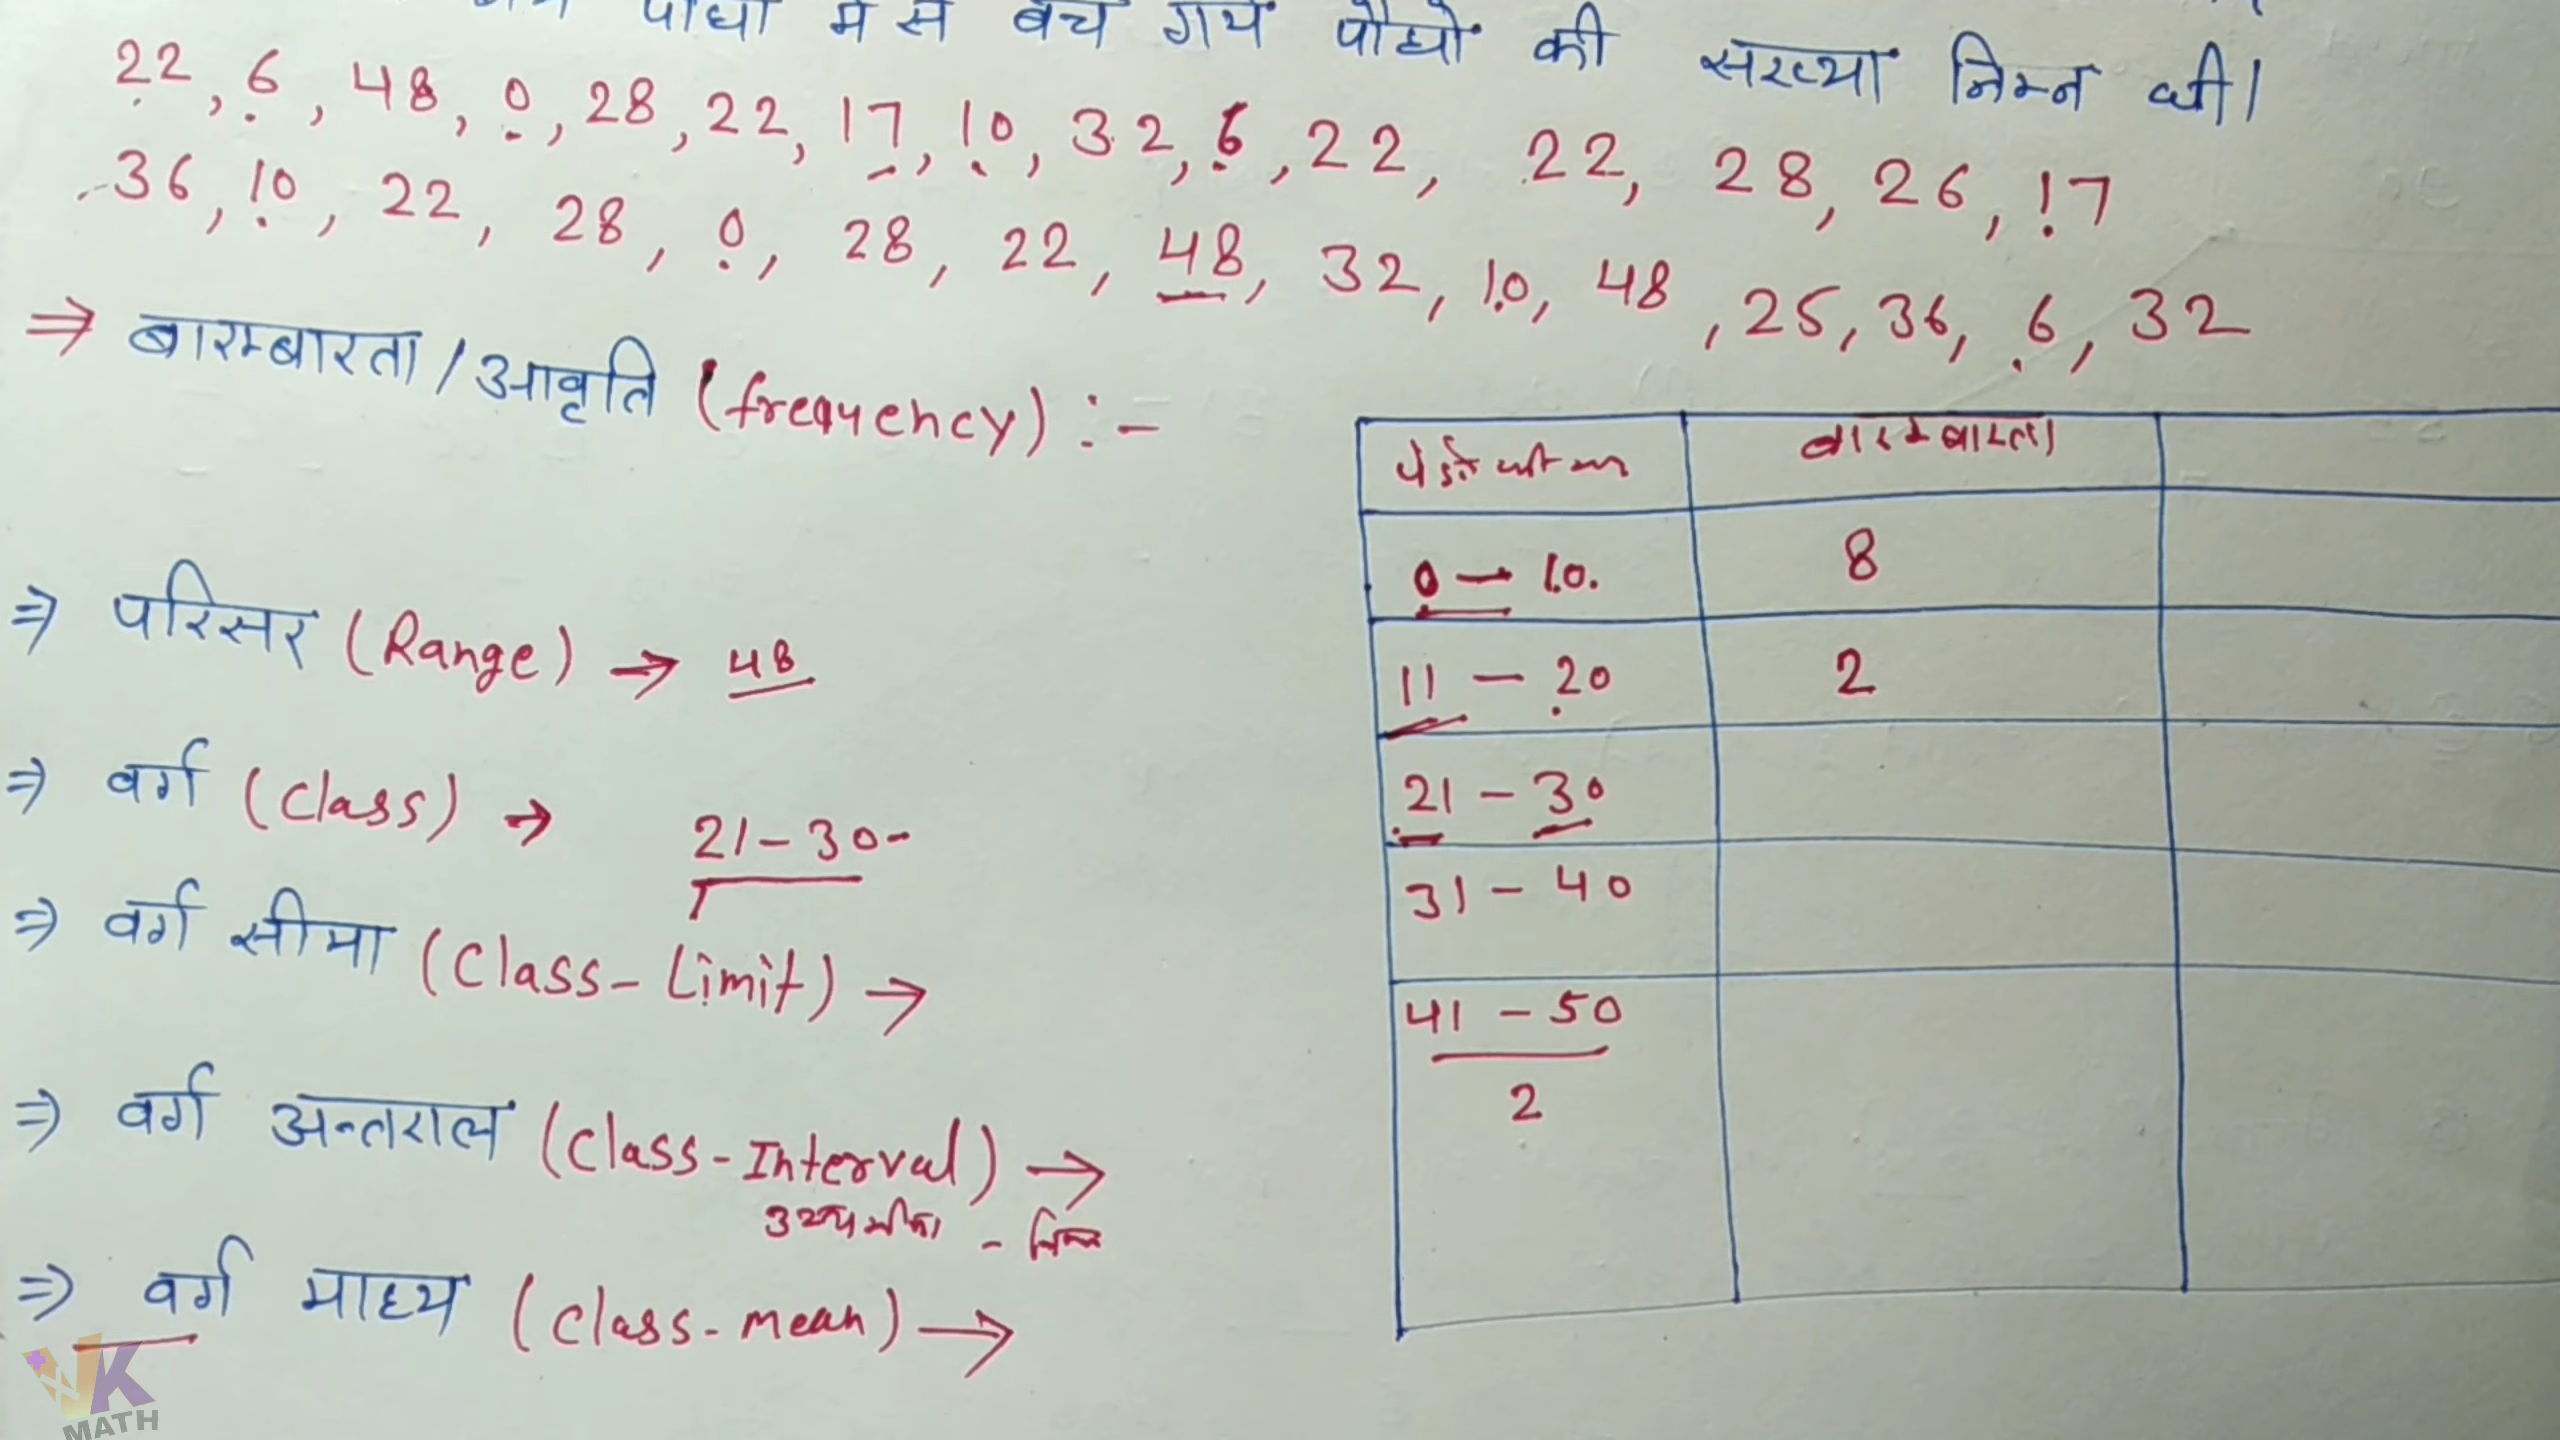 पौधों में से बच गये पौधों की सख्या निम्न थी।
22, 6, 48, 0, 28, 22, 17, 10, 32, 6, 22, 22, 28, 26, 17
36, 10, 22, 28, 0, 28, 22, 48, 32, 10, 48, 25, 36, 6, 32
⇒ बारम्बारता / आवृति (frequency) :-
बारम्बारता
0 — 10. 8
11 — 20 2
21 - 30
31 - 40
41 - 50
2
⇒ परिसर (Range) → 48
⇒ वर्ग (Class) → 21-30-
⇒ वर्ग सीमा (Class-Limit) →
⇒ वर्ग अन्तराल (Class-Interval) →
⇒ वर्ग माध्य (Class-mean) →
VK
MATH